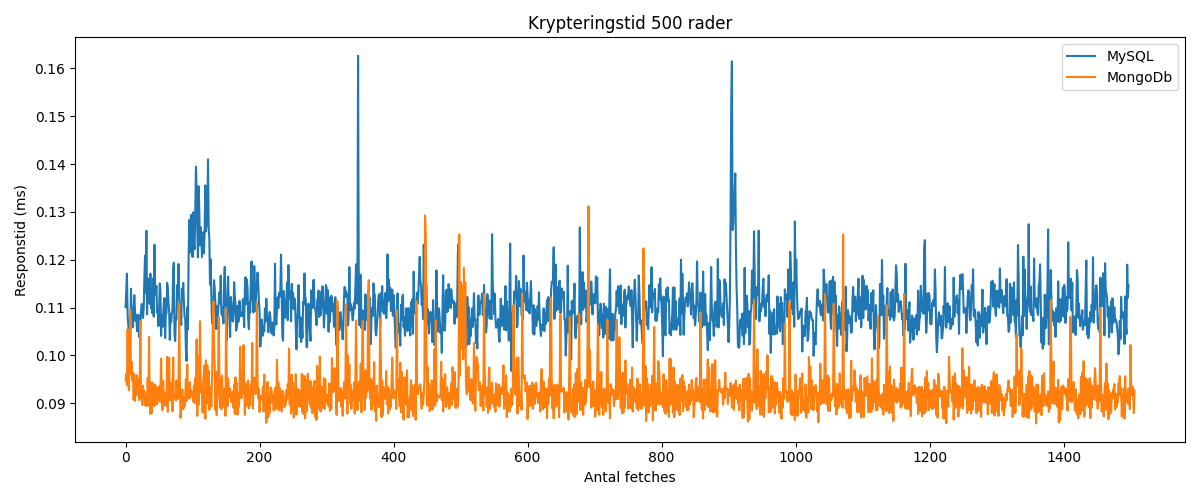 Krypteringstid 500 rader
MySQL
MongoDb
Responstid (ms)
0.16
0.15
0.14
0.13
0.12
0.11
0.10
0.09
0 200 400 600 800 1000 1200 1400
Antal fetches